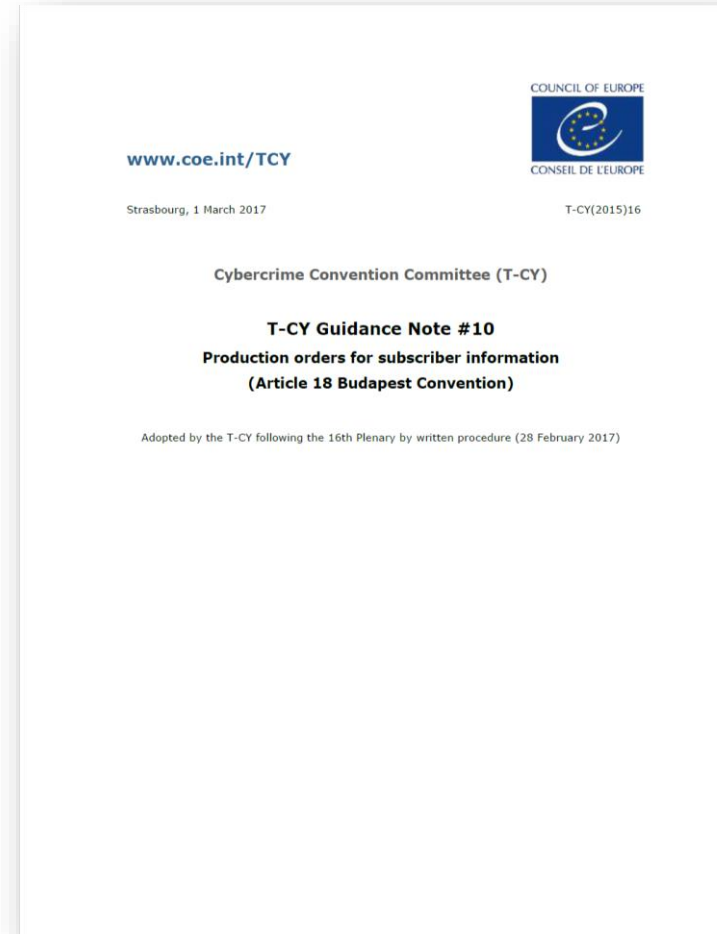 COUNCIL OF EUROPE
CONSEIL DE L'EUROPE
www.coe.int/TCY
Strasbourg, 1 March 2017 T-CY(2015)16
Cybercrime Convention Committee (T-CY)
T-CY Guidance Note #10
Production orders for subscriber information
(Article 18 Budapest Convention)
Adopted by the T-CY following the 16th Plenary by written procedure (28 February 2017)